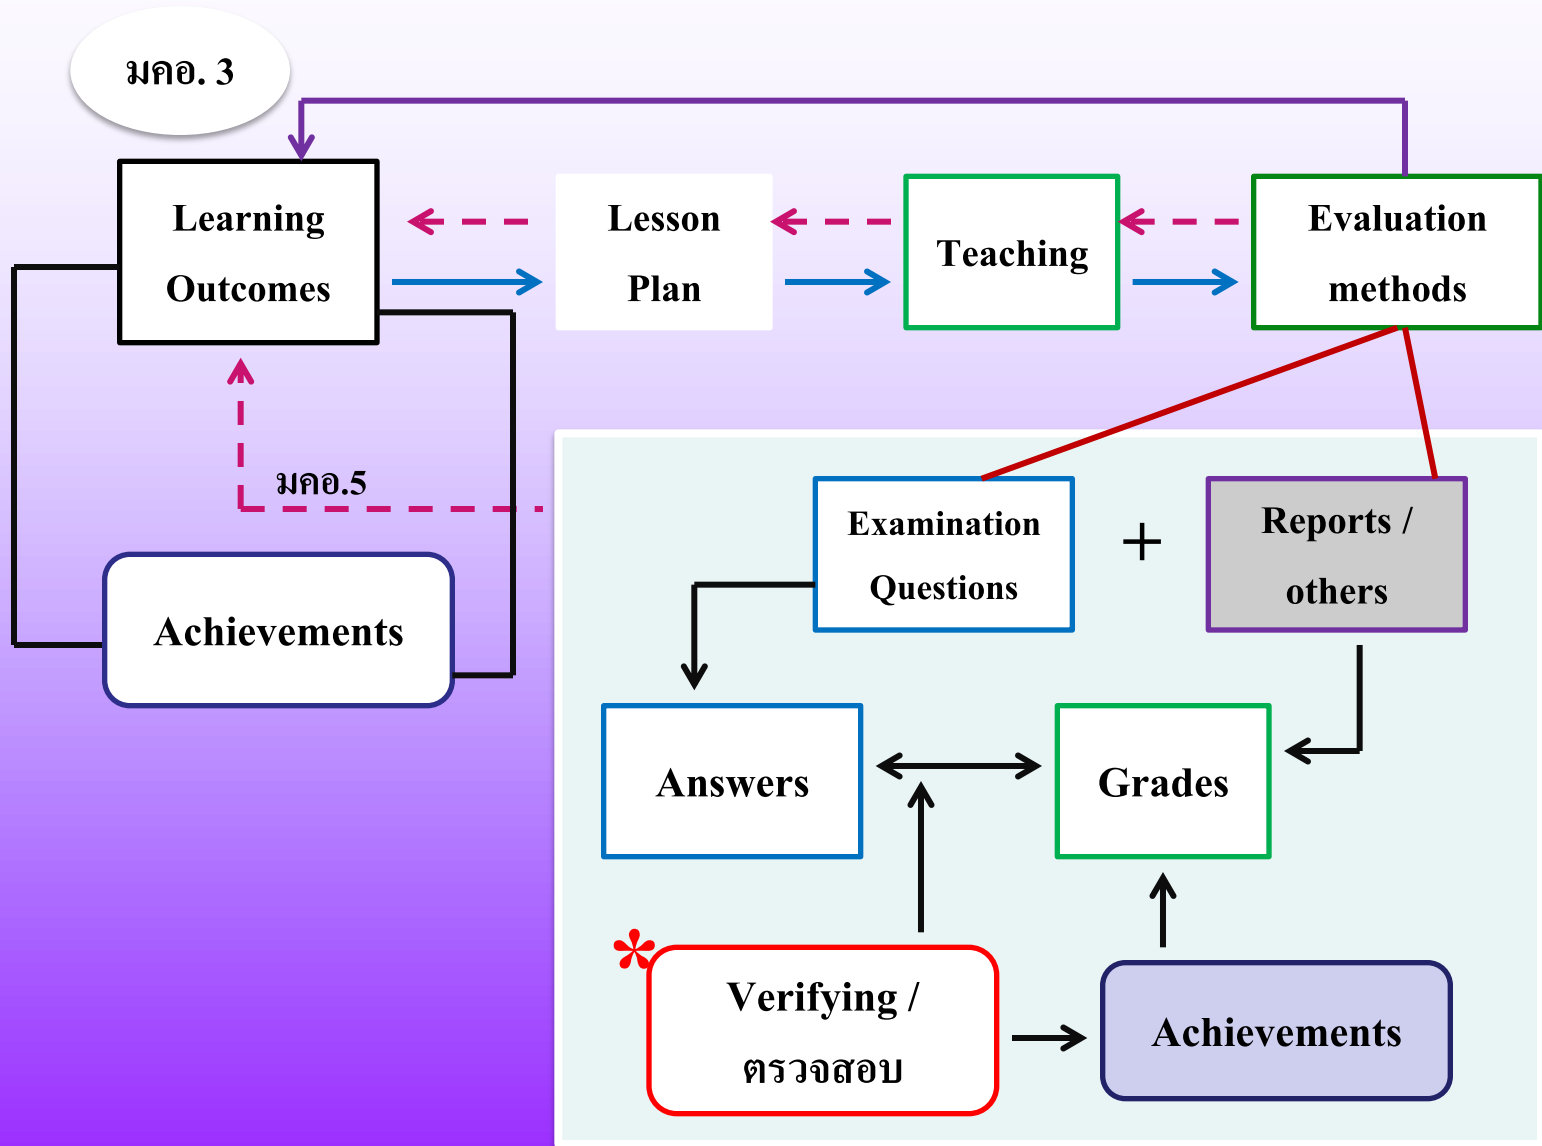 มคอ. 3
Learning
Outcomes
Lesson
Plan
Teaching
Evaluation
methods
มคอ.5
Achievements
Examination
Questions
+
Reports /
others
Answers
Grades
*
Verifying /
ตรวจสอบ
Achievements